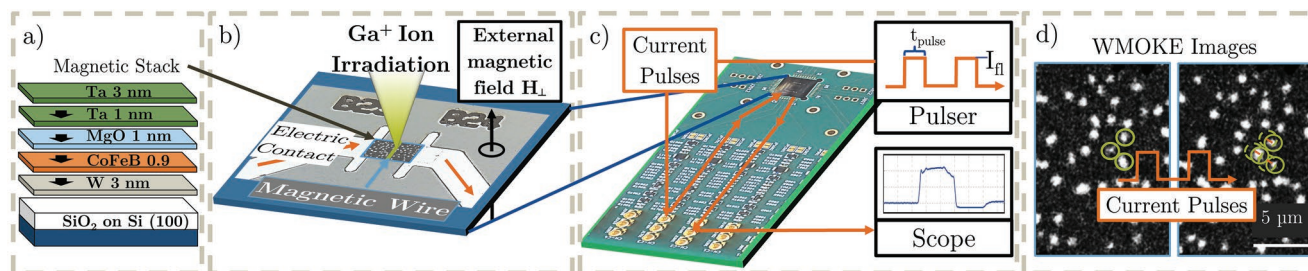 a)
Magnetic Stack
Ta 3 nm
Ta 1 nm
MgO 1 nm
CoFeB 0.9
W 3 nm
SiO₂ on Si (100)
b)
Ga⁺ Ion
Irradiation
External
magnetic
field H⊥
Electric
Contact
Magnetic Wire
c)
Current
Pulses
t_pulse
I_fl
Pulser
Scope
d)
WMOKE Images
Current Pulses
5 µm